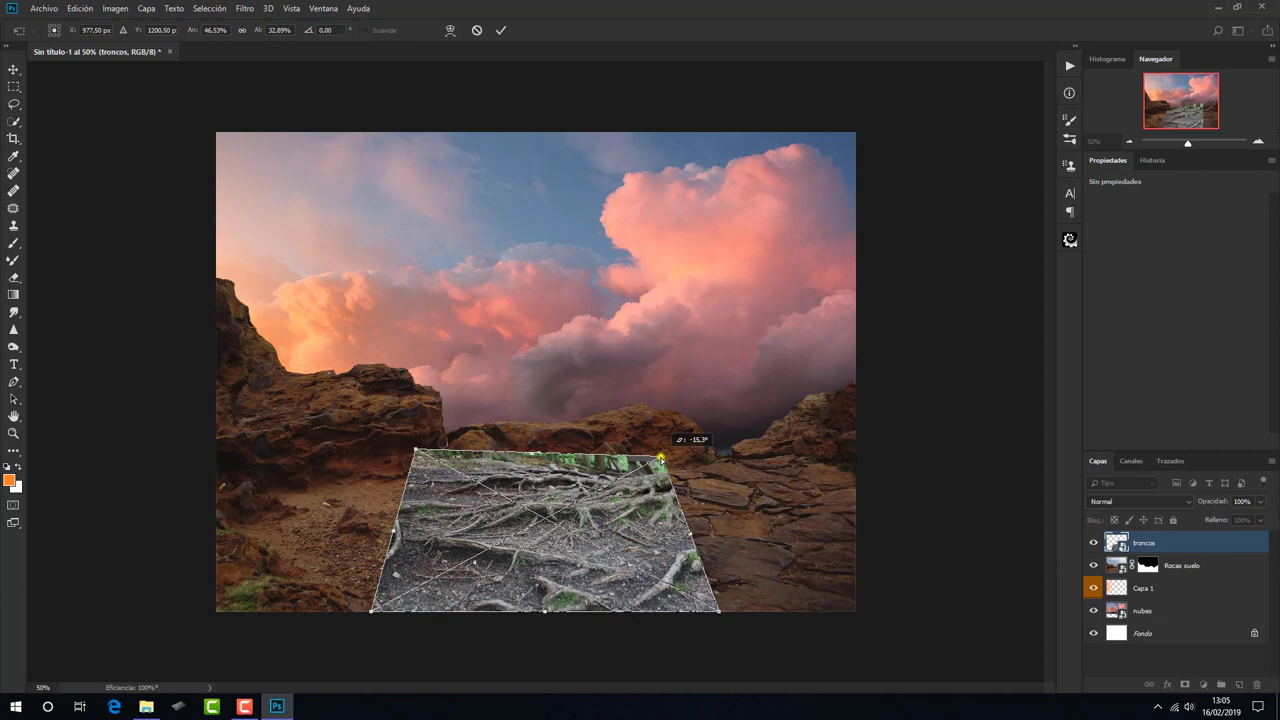 Ps Archivo Edición Imagen Capa Texto Selección Filtro 3D Vista Ventana Ayuda
X: 977,50 px Y: 1200,50 px An: 46,53% Al: 32,89% 0,00 ° Suavizar
Sin título-1 al 50% (troncos, RGB/8) * ×
Histograma Navegador
50%
Propiedades Historia
Sin propiedades
-15,3°
Capas Canales Trazados
Tipo
Normal Opacidad: 100%
Bloq.: Relleno: 100%
troncos
Rocas suelo
Capa 1
nubes
Fondo
50% Eficiencia: 100%*
Ps
13:05
16/02/2019